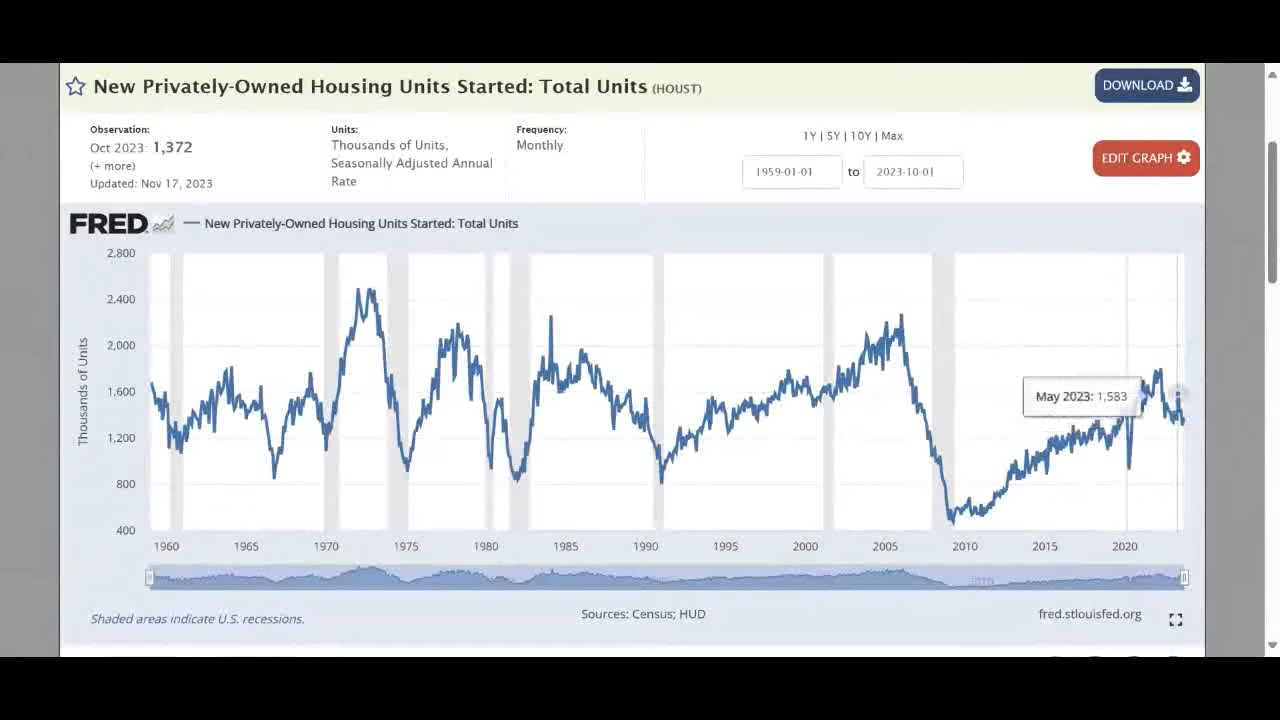 New Privately-Owned Housing Units Started: Total Units (HOUST)
DOWNLOAD
Observation:
Oct 2023: 1,372
(+ more)
Updated: Nov 17, 2023
Units:
Thousands of Units,
Seasonally Adjusted Annual
Rate
Frequency:
Monthly
1Y | 5Y | 10Y | Max
1959-01-01 to 2023-10-01
EDIT GRAPH
FRED
New Privately-Owned Housing Units Started: Total Units
Thousands of Units
2,800
2,400
2,000
1,600
1,200
800
400
May 2023: 1,583
1960 1965 1970 1975 1980 1985 1990 1995 2000 2005 2010 2015 2020
Shaded areas indicate U.S. recessions.
Sources: Census; HUD
fred.stlouisfed.org